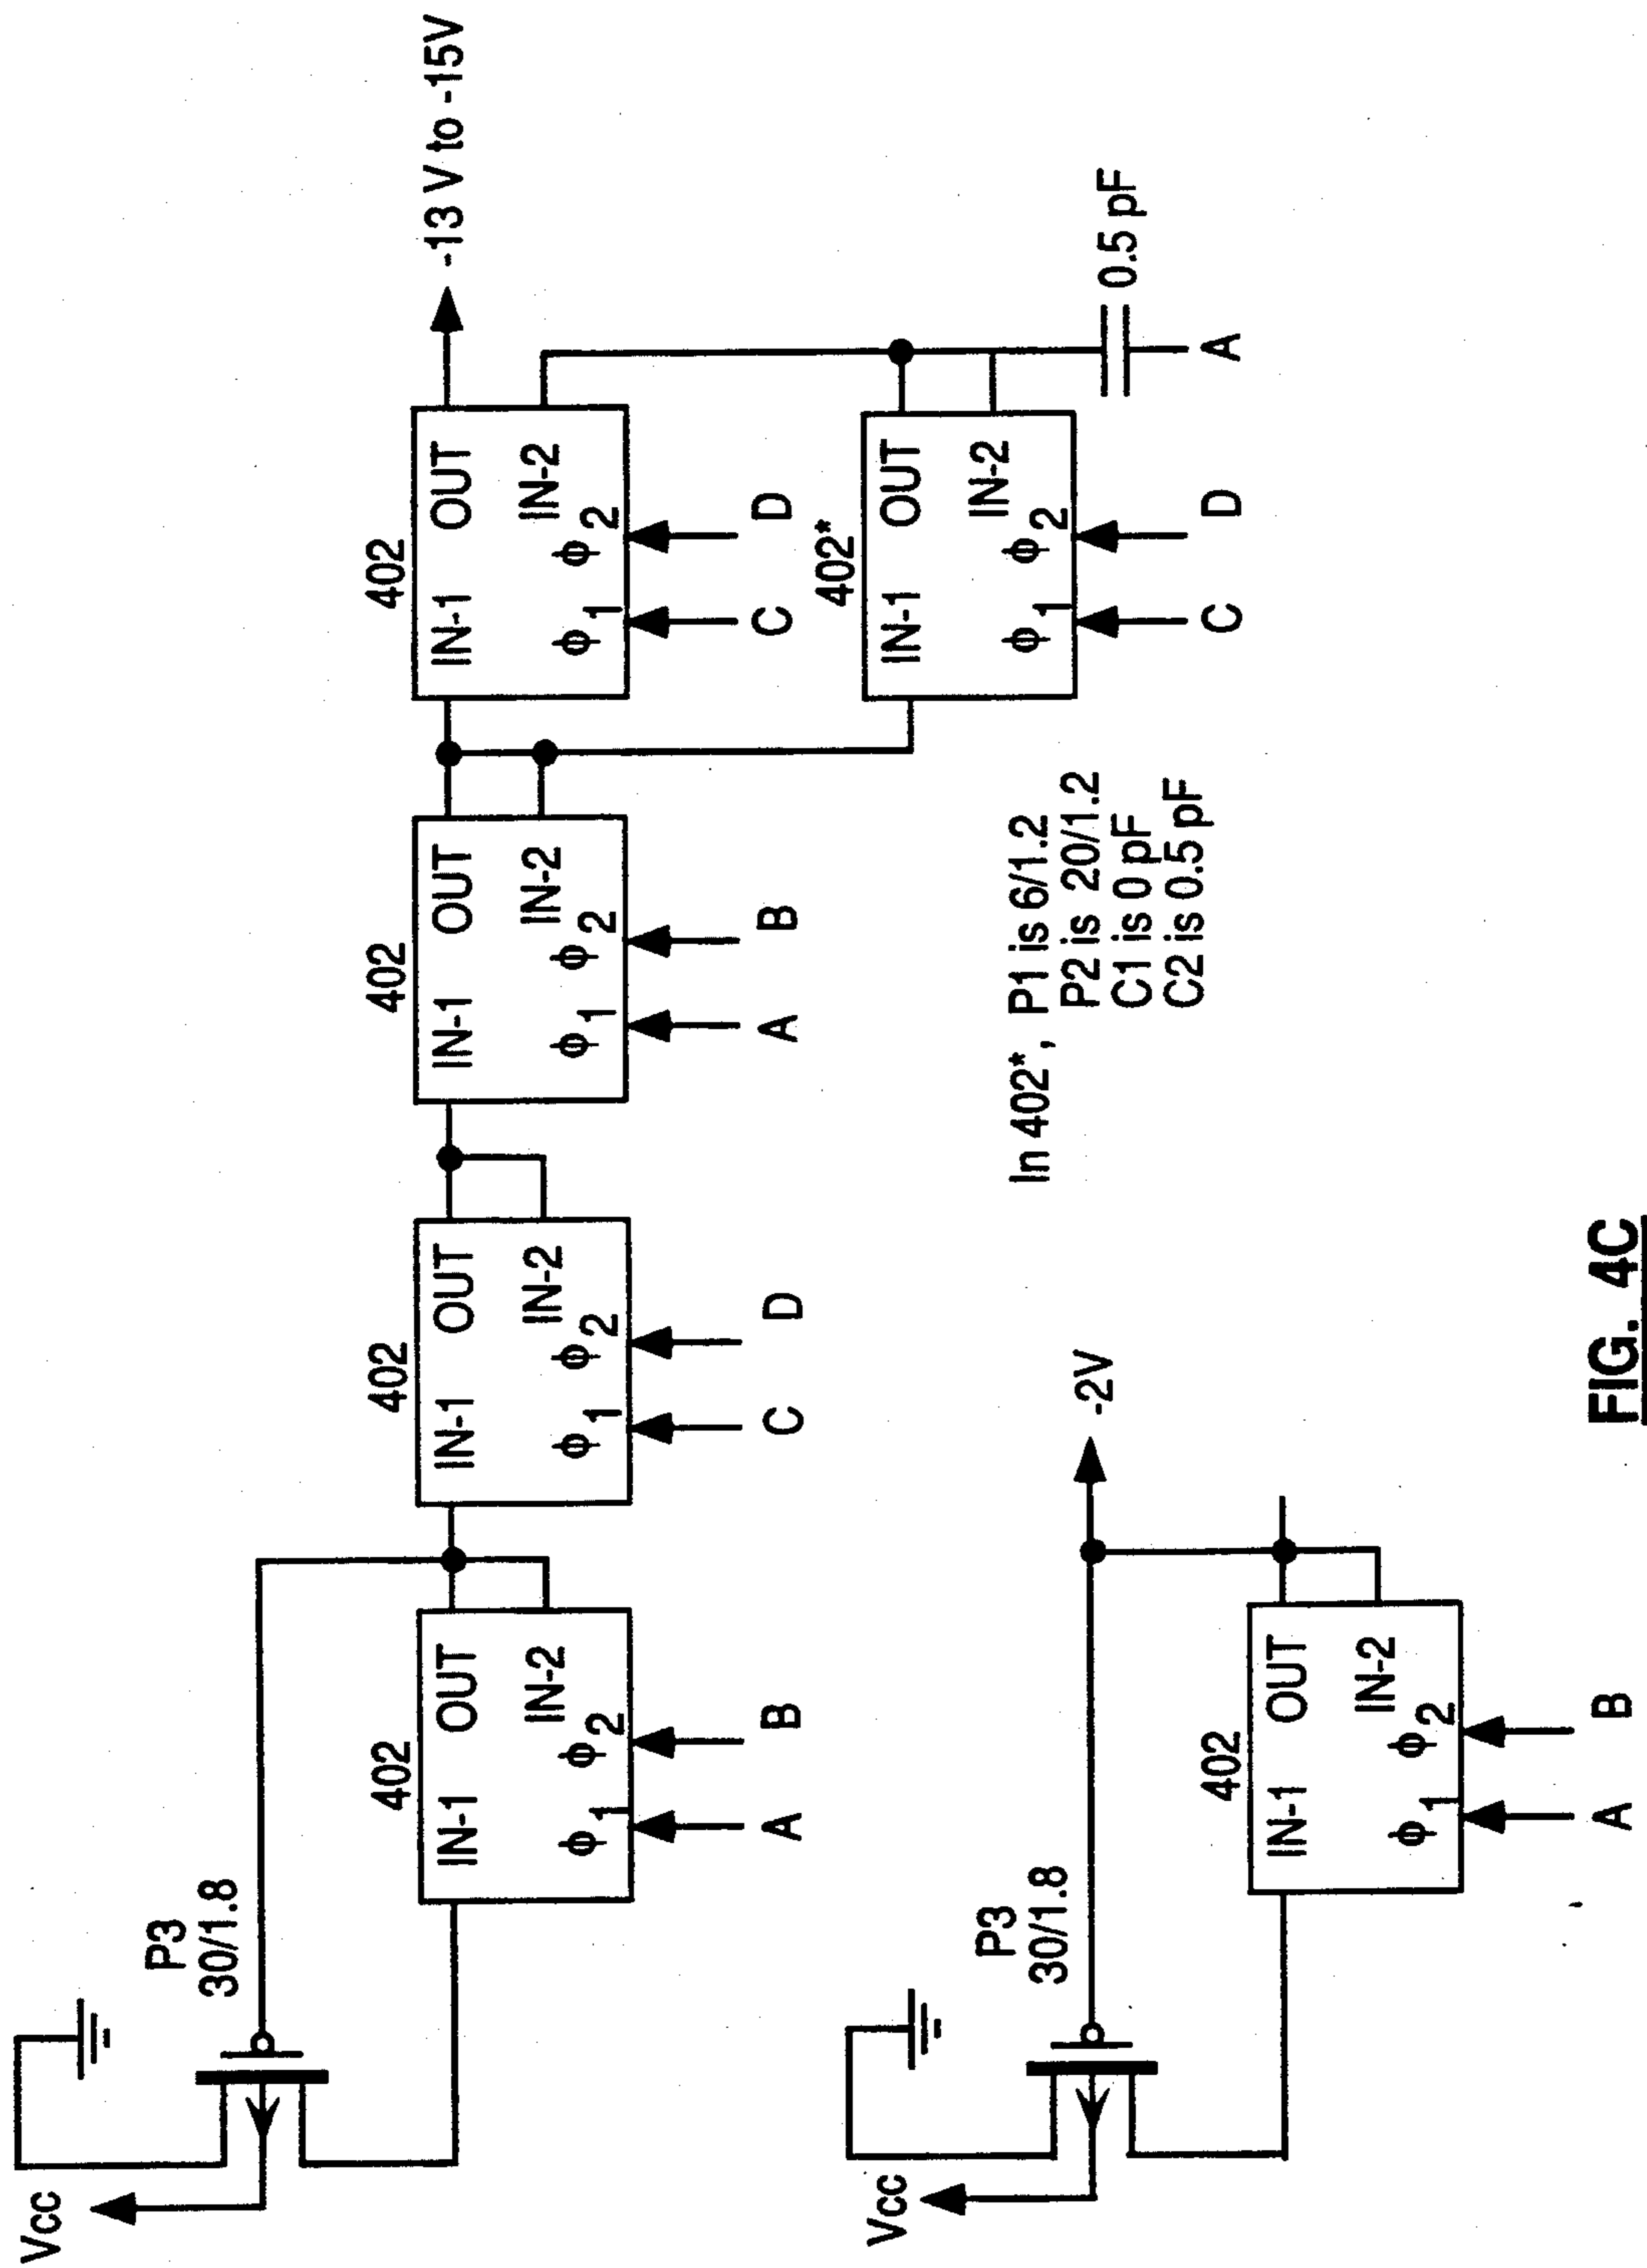 Vcc
P3
30/1.8
402
IN-1 OUT
IN-2
ϕ1 ϕ2
A B
402
IN-1 OUT
IN-2
ϕ1 ϕ2
C D
402
IN-1 OUT
IN-2
ϕ1 ϕ2
A B
402
IN-1 OUT
IN-2
ϕ1 ϕ2
C D
-13 V to -15V
402*
IN-1 OUT
IN-2
ϕ1 ϕ2
C D
0.5 pF
A
In 402*, P1 is 6/1.2
P2 is 20/1.2
C1 is 0 pF
C2 is 0.5 pF
Vcc
P3
30/1.8
-2V
402
IN-1 OUT
IN-2
ϕ1 ϕ2
A B
FIG. 4C